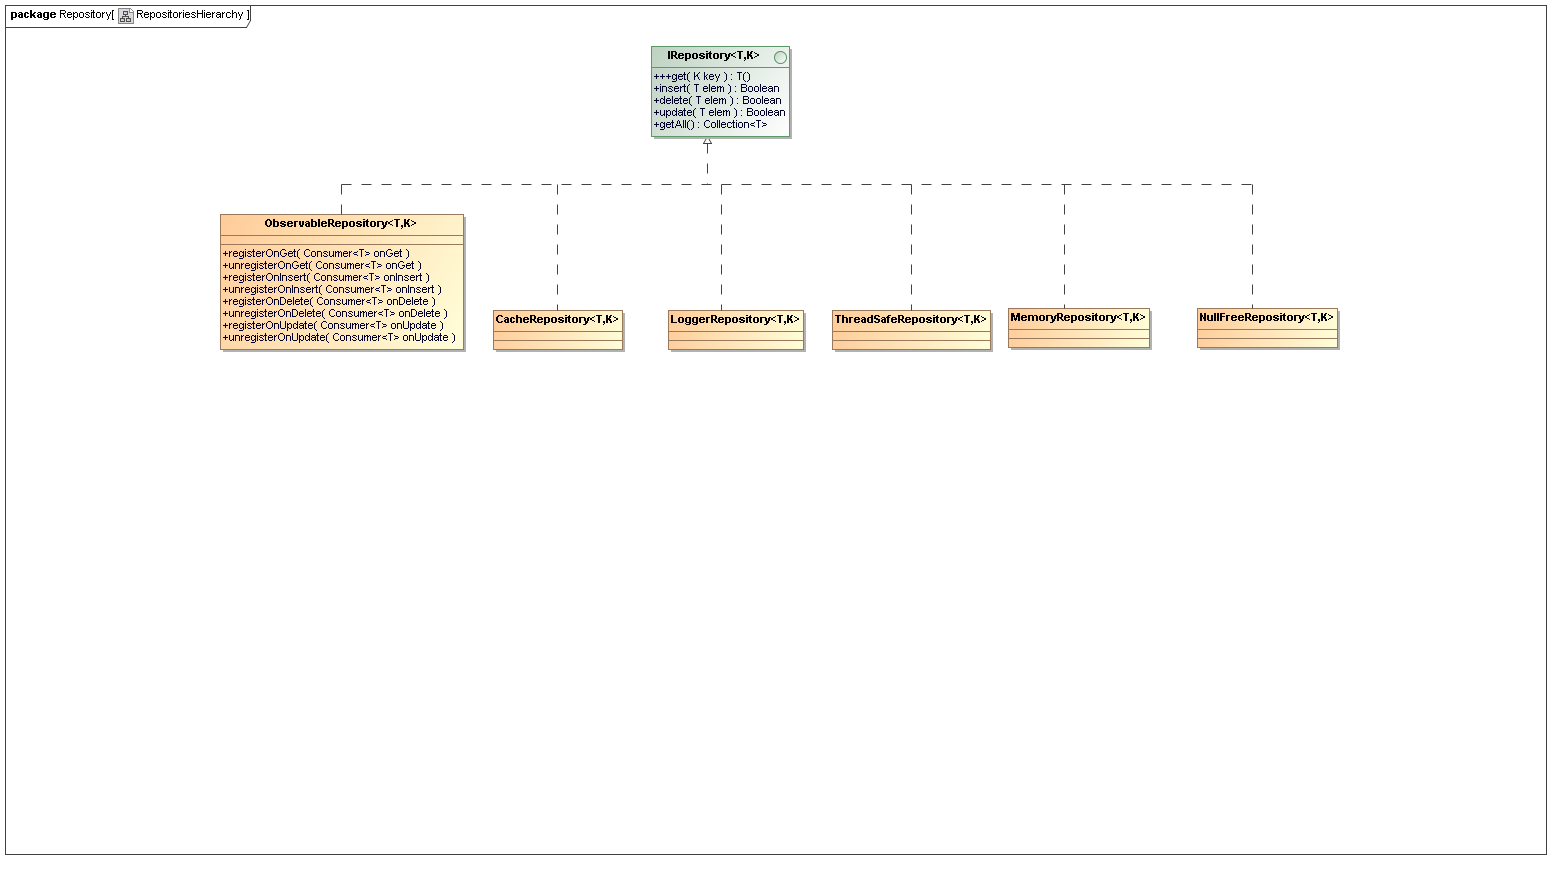 package Repository[ RepositoriesHierarchy ]
IRepository<T,K>
+++get( K key ) : T()
+insert( T elem ) : Boolean
+delete( T elem ) : Boolean
+update( T elem ) : Boolean
+getAll() : Collection<T>
ObservableRepository<T,K>
+registerOnGet( Consumer<T> onGet )
+unregisterOnGet( Consumer<T> onGet )
+registerOnInsert( Consumer<T> onInsert )
+unregisterOnInsert( Consumer<T> onInsert )
+registerOnDelete( Consumer<T> onDelete )
+unregisterOnDelete( Consumer<T> onDelete )
+registerOnUpdate( Consumer<T> onUpdate )
+unregisterOnUpdate( Consumer<T> onUpdate )
CacheRepository<T,K>
LoggerRepository<T,K>
ThreadSafeRepository<T,K>
MemoryRepository<T,K>
NullFreeRepository<T,K>